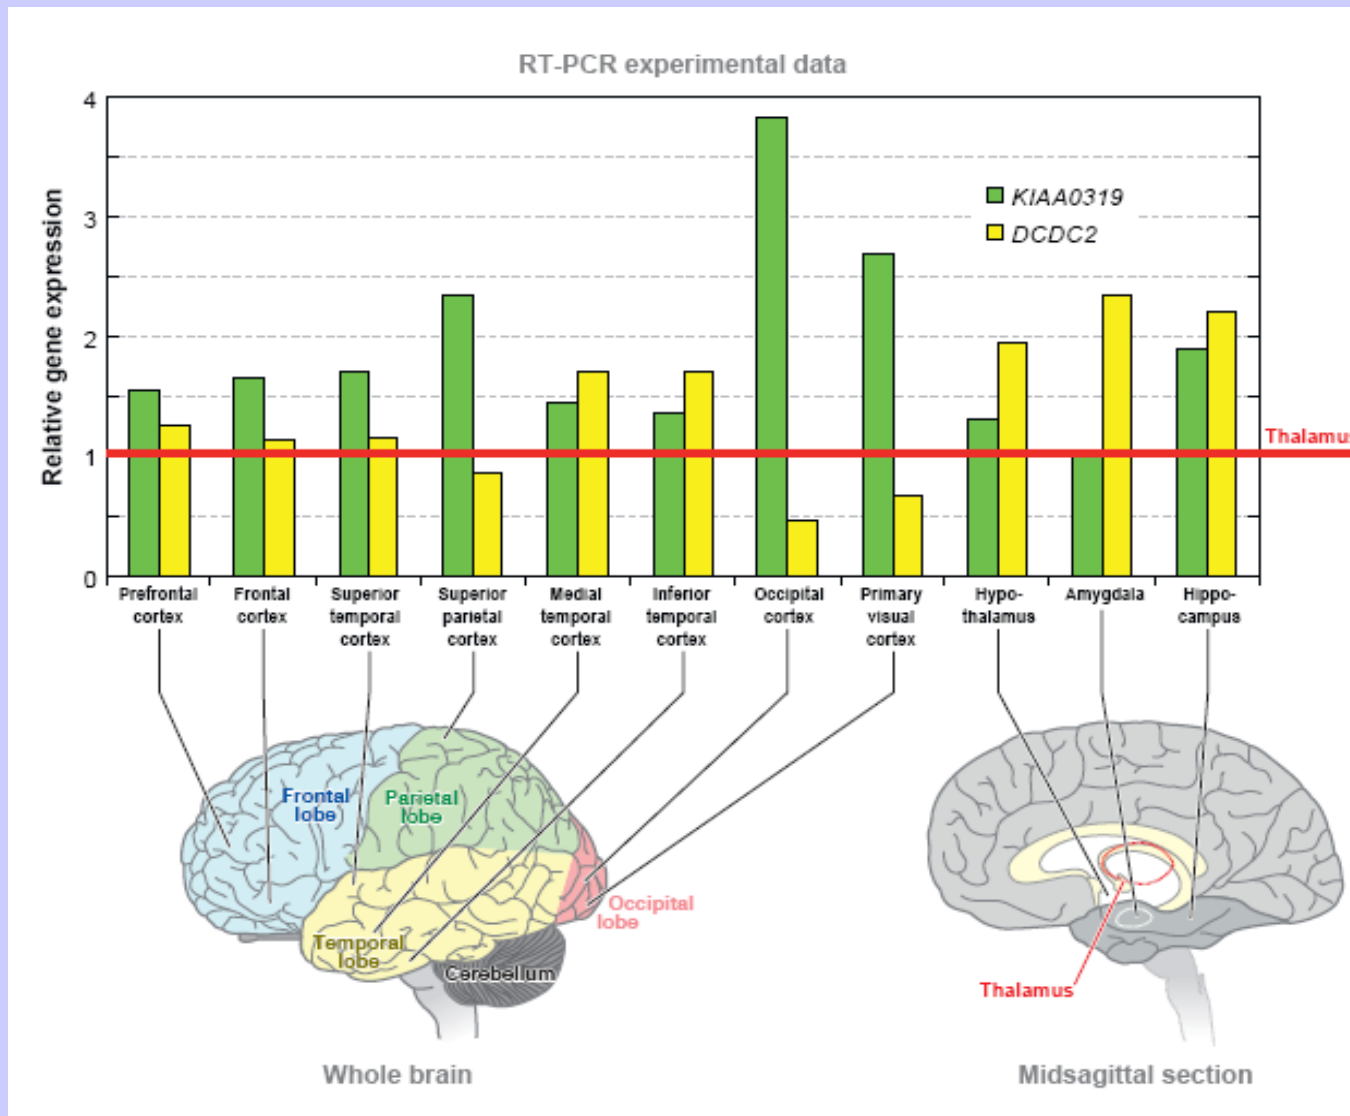 RT-PCR experimental data
Relative gene expression
4
3
2
1
0
KIAA0319
DCDC2
Thalamus
Prefrontal
cortex
Frontal
cortex
Superior
temporal
cortex
Superior
parietal
cortex
Medial
temporal
cortex
Inferior
temporal
cortex
Occipital
cortex
Primary
visual
cortex
Hypo-
thalamus
Amygdala
Hippo-
campus
Frontal
lobe
Parietal
lobe
Occipital
lobe
Temporal
lobe
Cerebellum
Thalamus
Whole brain
Midsagittal section